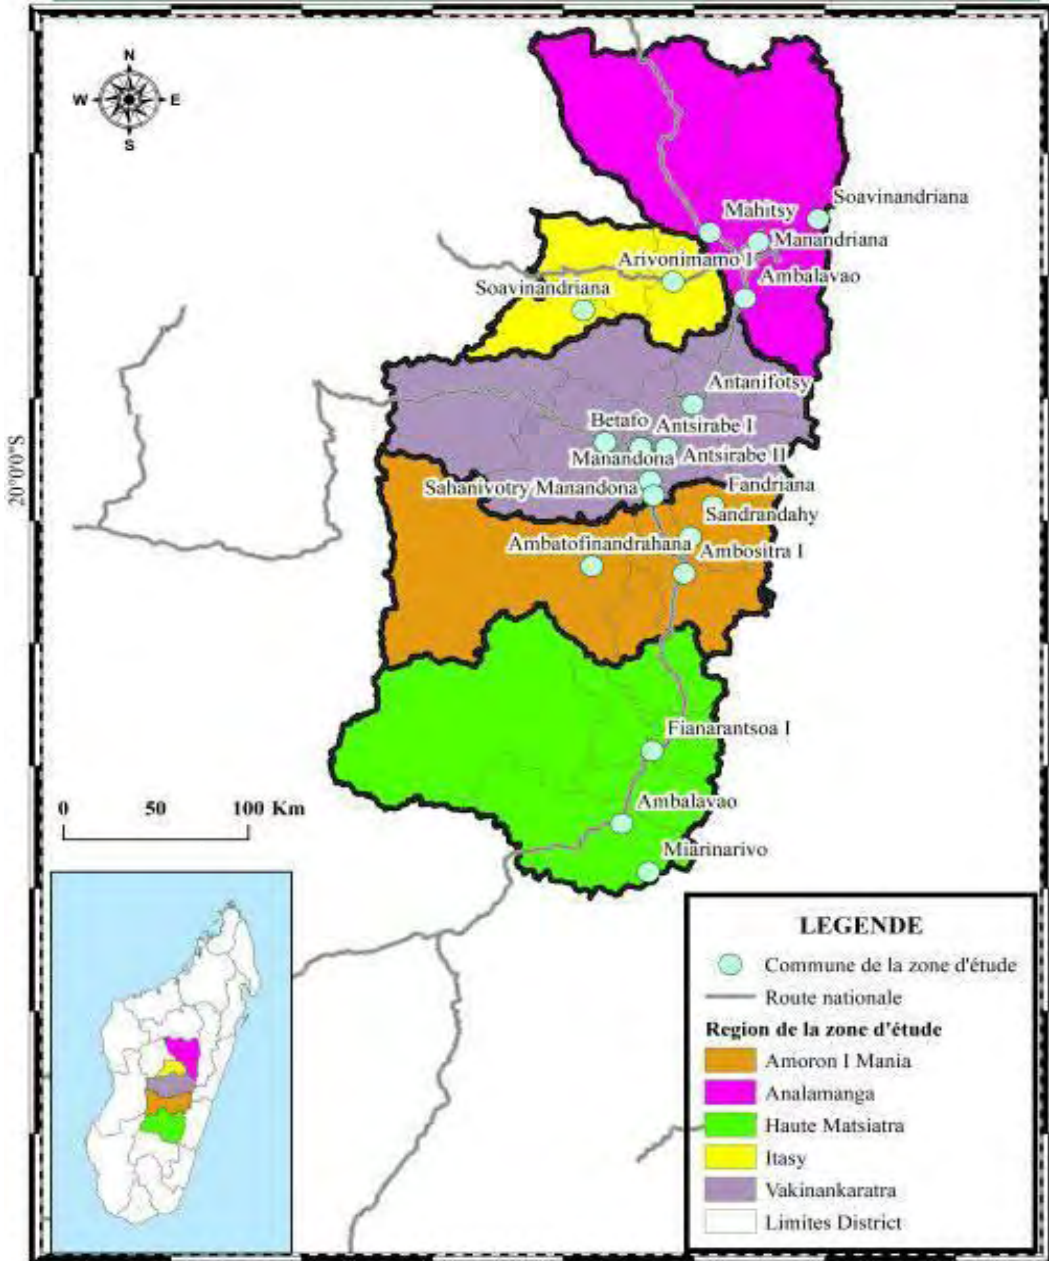 N
W E
S
Soavinandriana
Mahitsy
Manandriana
Arivonimamo I
Ambalavao
Soavinandriana
Antanifotsy
Betafo
Antsirabe I
Manandona
Antsirabe II
Sahanivotry Manandona
Fandriana
Sandrandahy
Ambatofinandrahana
Ambositra I
20°0'0"S
Fianarantsoa I
Ambalavao
Miarinarivo
0 50 100 Km
LEGENDE
Commune de la zone d'étude
Route nationale
Region de la zone d'étude
Amoron I Mania
Analamanga
Haute Matsiatra
Itasy
Vakinankaratra
Limites District